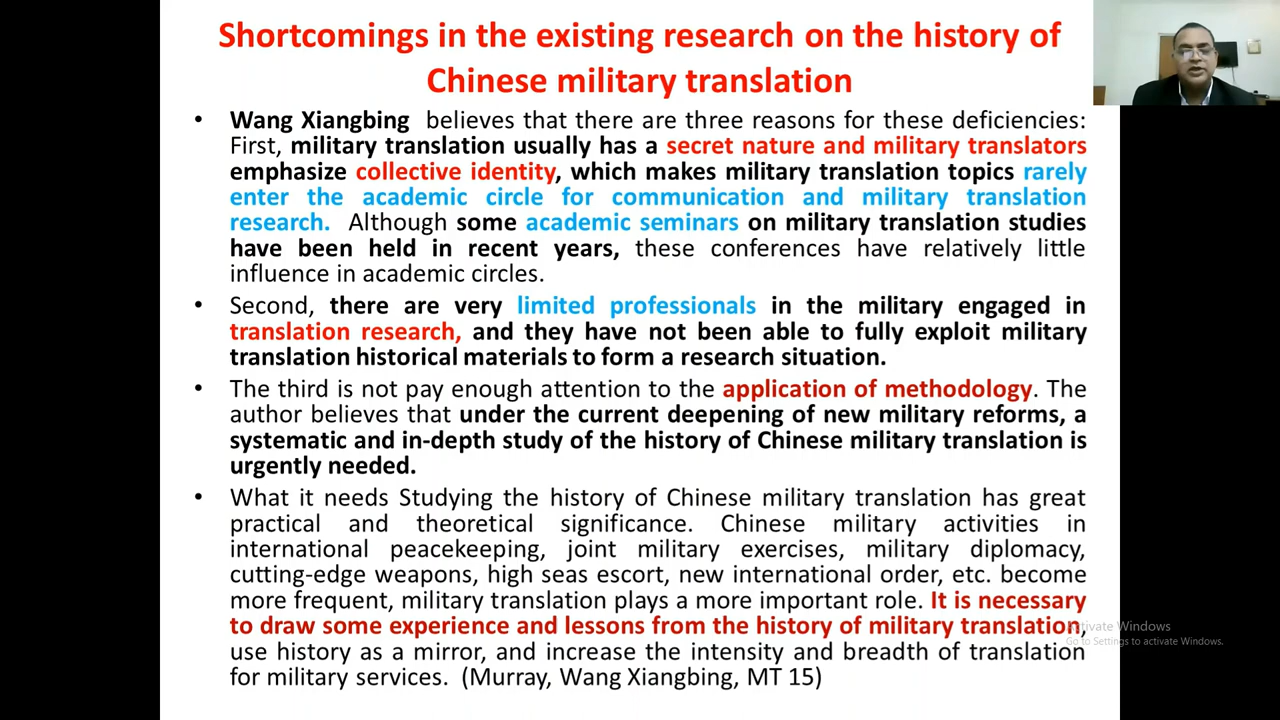 Shortcomings in the existing research on the history of
Chinese military translation
• Wang Xiangbing believes that there are three reasons for these deficiencies:
First, military translation usually has a secret nature and military translators
emphasize collective identity, which makes military translation topics rarely
enter the academic circle for communication and military translation
research. Although some academic seminars on military translation studies
have been held in recent years, these conferences have relatively little
influence in academic circles.
• Second, there are very limited professionals in the military engaged in
translation research, and they have not been able to fully exploit military
translation historical materials to form a research situation.
• The third is not pay enough attention to the application of methodology. The
author believes that under the current deepening of new military reforms, a
systematic and in-depth study of the history of Chinese military translation is
urgently needed.
• What it needs Studying the history of Chinese military translation has great
practical and theoretical significance. Chinese military activities in
international peacekeeping, joint military exercises, military diplomacy,
cutting-edge weapons, high seas escort, new international order, etc. become
more frequent, military translation plays a more important role. It is necessary
to draw some experience and lessons from the history of military translation,
use history as a mirror, and increase the intensity and breadth of translation
for military services. (Murray, Wang Xiangbing, MT 15)
Activate Windows
Go to Settings to activate Windows.